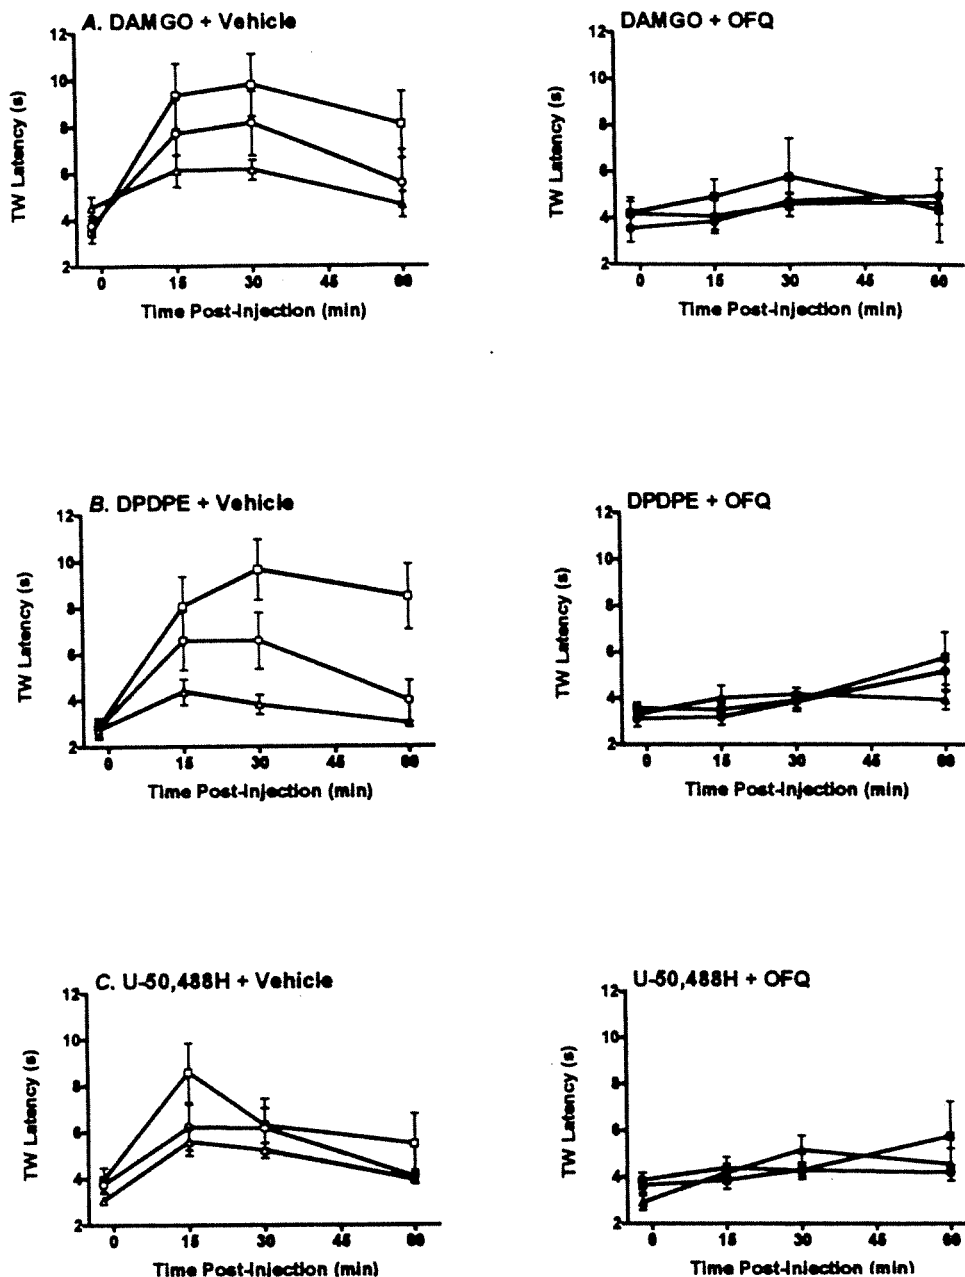 A. DAMGO + Vehicle
12
10
8
6
4
2
TW Latency (s)
0 15 30 45 60
Time Post-Injection (min)
DAMGO + OFQ
12
10
8
6
4
2
TW Latency (s)
0 15 30 45 60
Time Post-Injection (min)
B. DPDPE + Vehicle
12
10
8
6
4
2
TW Latency (s)
0 15 30 45 60
Time Post-Injection (min)
DPDPE + OFQ
12
10
8
6
4
2
TW Latency (s)
0 15 30 45 60
Time Post-Injection (min)
C. U-50,488H + Vehicle
12
10
8
6
4
2
TW Latency (s)
0 15 30 45 60
Time Post-Injection (min)
U-50,488H + OFQ
12
10
8
6
4
2
TW Latency (s)
0 15 30 45 60
Time Post-Injection (min)